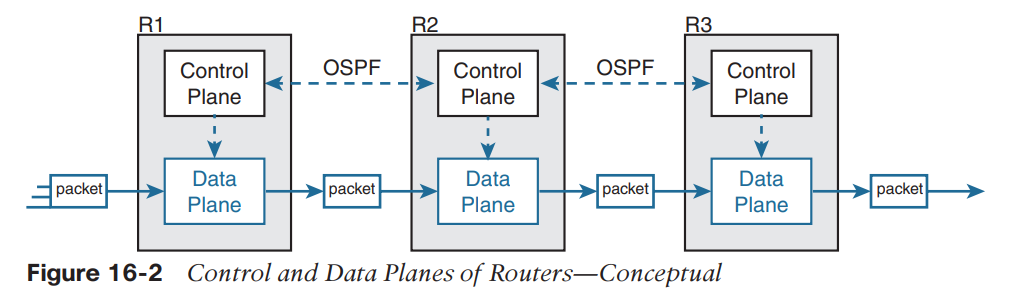 R1 R2 R3
Control Plane OSPF Control Plane OSPF Control Plane
packet Data Plane packet Data Plane packet Data Plane packet
Figure 16-2 Control and Data Planes of Routers—Conceptual